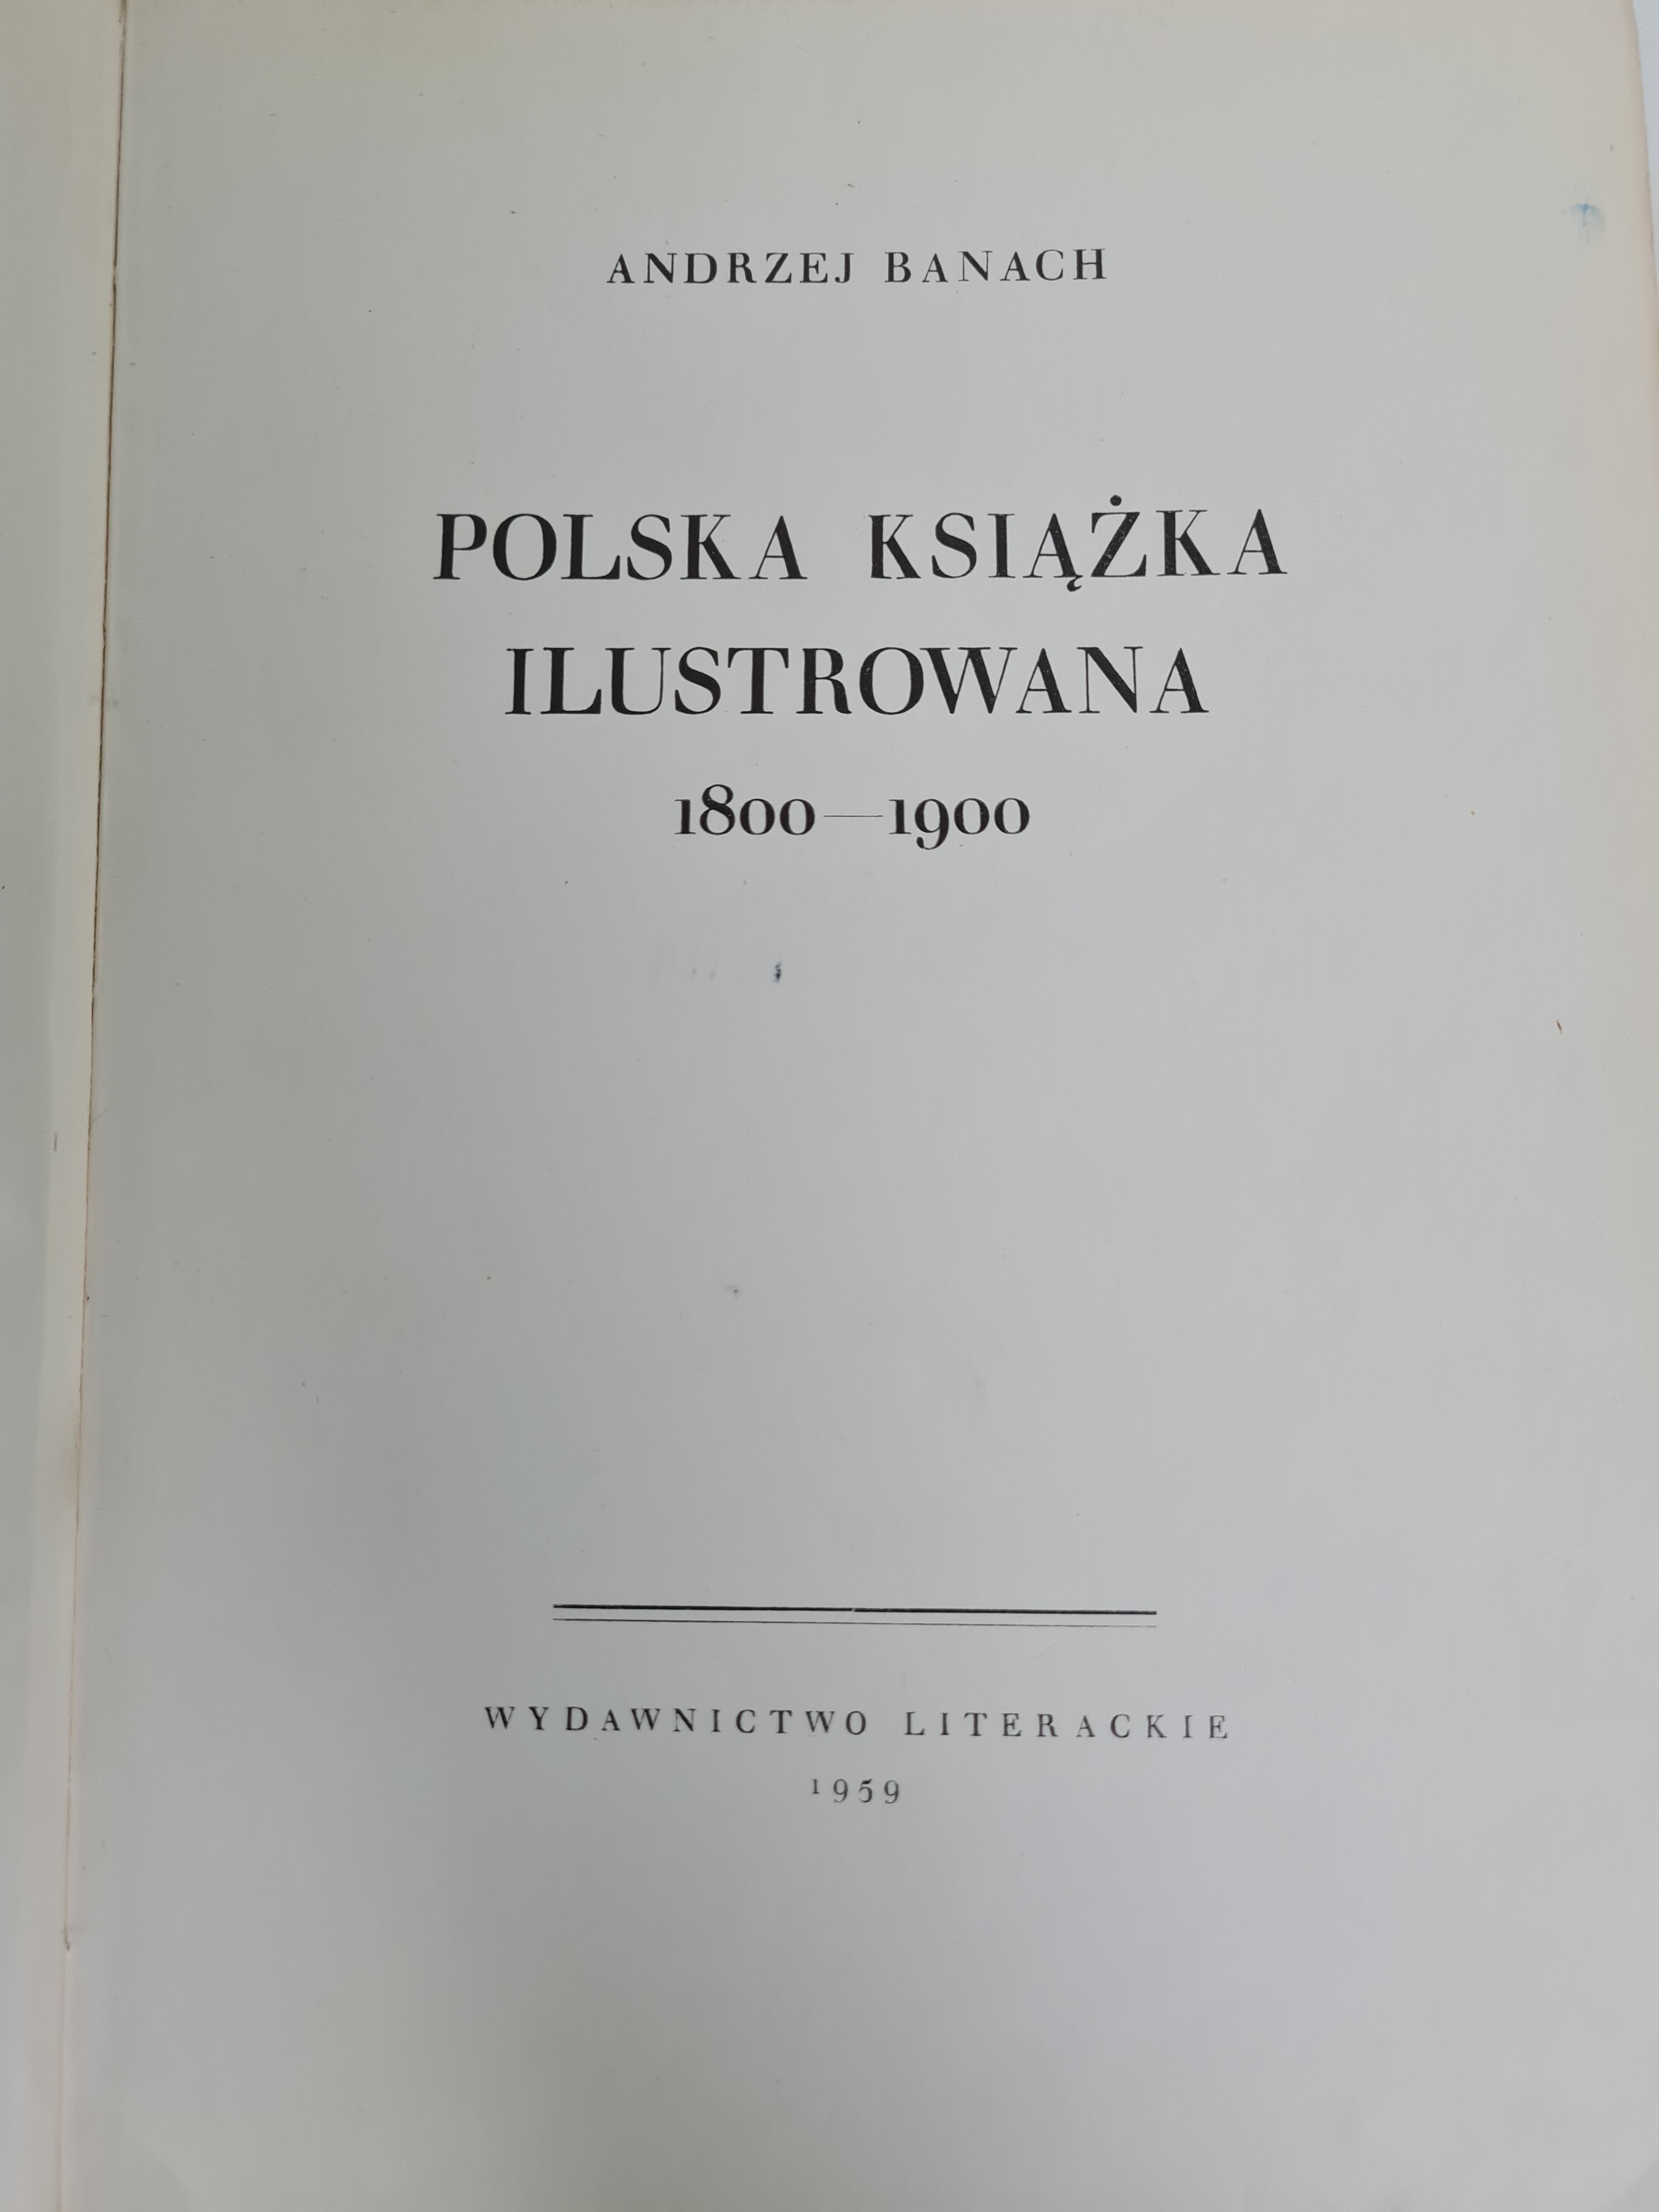 ANDRZEJ BANACH
POLSKA KSIĄŻKA
ILUSTROWANA
1800—1900
WYDAWNICTWO LITERACKIE
1959